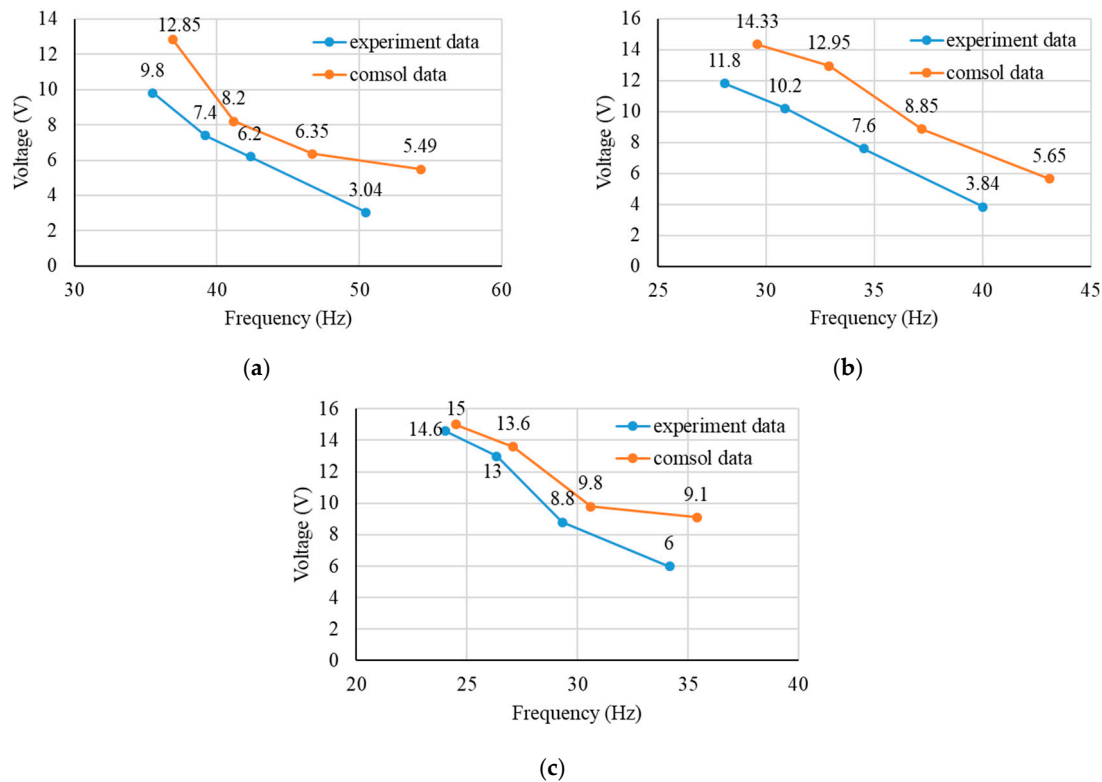 14
12
10
8
6
4
2
0
Voltage (V)
12.85
9.8
8.2
7.4
6.2
6.35
5.49
3.04
experiment data
comsol data
30 40 50 60
Frequency (Hz)
(a)
16
14
12
10
8
6
4
2
0
Voltage (V)
14.33
12.95
11.8
10.2
8.85
7.6
5.65
3.84
experiment data
comsol data
25 30 35 40 45
Frequency (Hz)
(b)
16
14
12
10
8
6
4
2
0
Voltage (V)
15
14.6
13.6
13
9.8
8.8
9.1
6
experiment data
comsol data
20 25 30 35 40
Frequency (Hz)
(c)